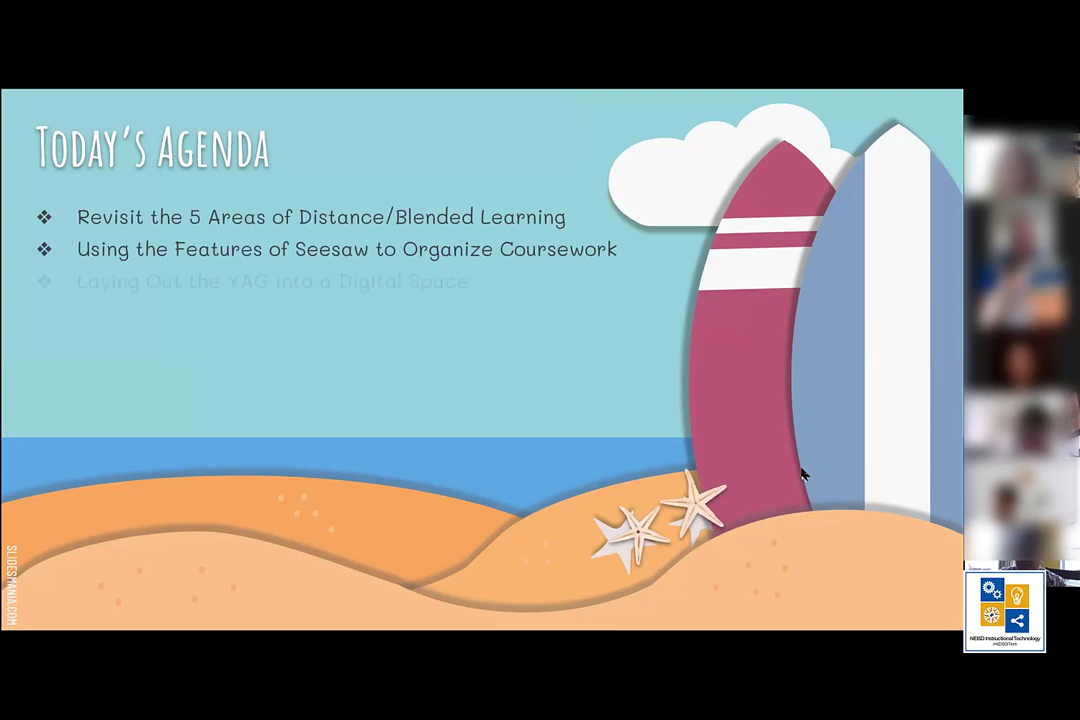 Today's Agenda
❖ Revisit the 5 Areas of Distance/Blended Learning
❖ Using the Features of Seesaw to Organize Coursework
❖ Laying Out the YAG into a Digital Space
SLIDESMANIA.COM
NEISD Instructional Technology
#NEISDiTech